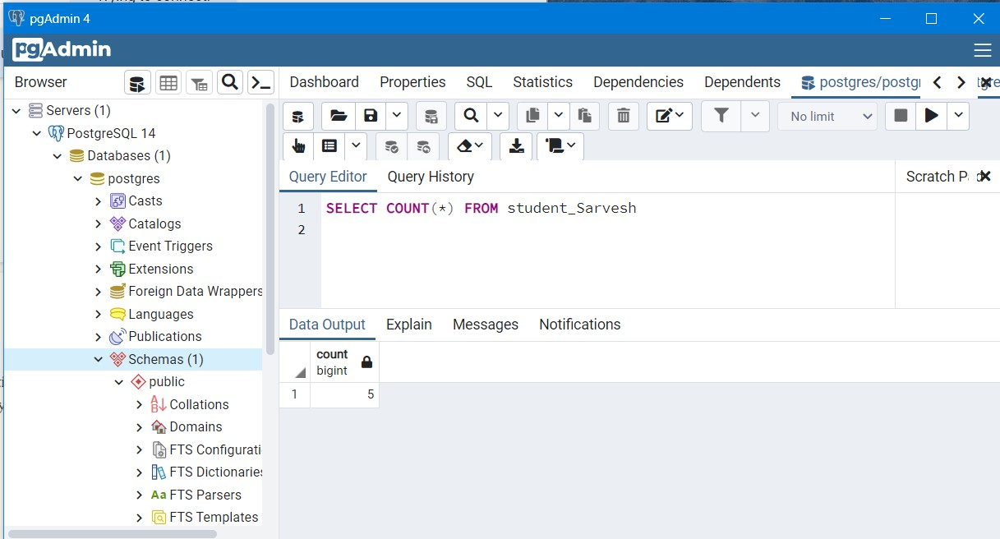 pgAdmin 4
pgAdmin
Browser
Dashboard Properties SQL Statistics Dependencies Dependents postgres/postgr
No limit
Servers (1)
PostgreSQL 14
Databases (1)
postgres
Casts
Catalogs
Event Triggers
Extensions
Foreign Data Wrappers
Languages
Publications
Schemas (1)
public
Collations
Domains
FTS Configurati
FTS Dictionaries
FTS Parsers
Aa FTS Templates
Query Editor Query History
Scratch P
1 SELECT COUNT(*) FROM student_Sarvesh
2
Data Output Explain Messages Notifications
count
bigint
1 5